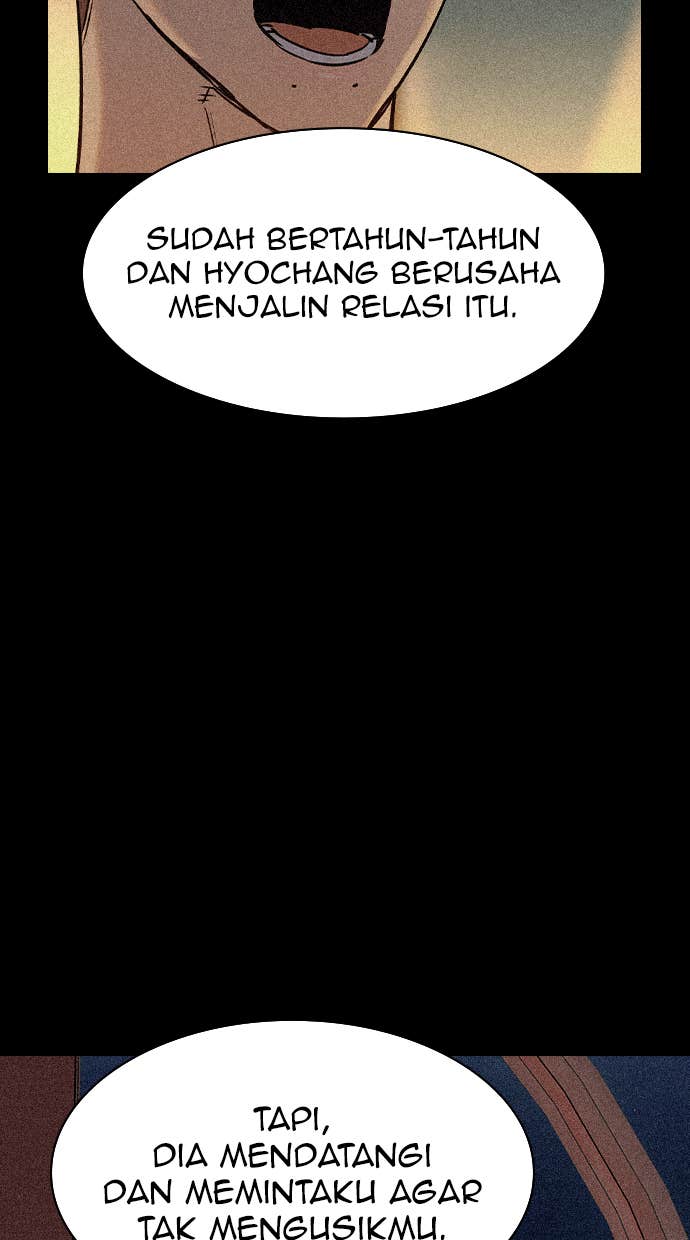 SUDAH BERTAHUN-TAHUN
DAN HYOCHANG BERUSAHA
MENJALIN RELASI ITU.
TAPI,
DIA MENDATANGI
DAN MEMINTAKU AGAR
TAK MENGUSIKMU.